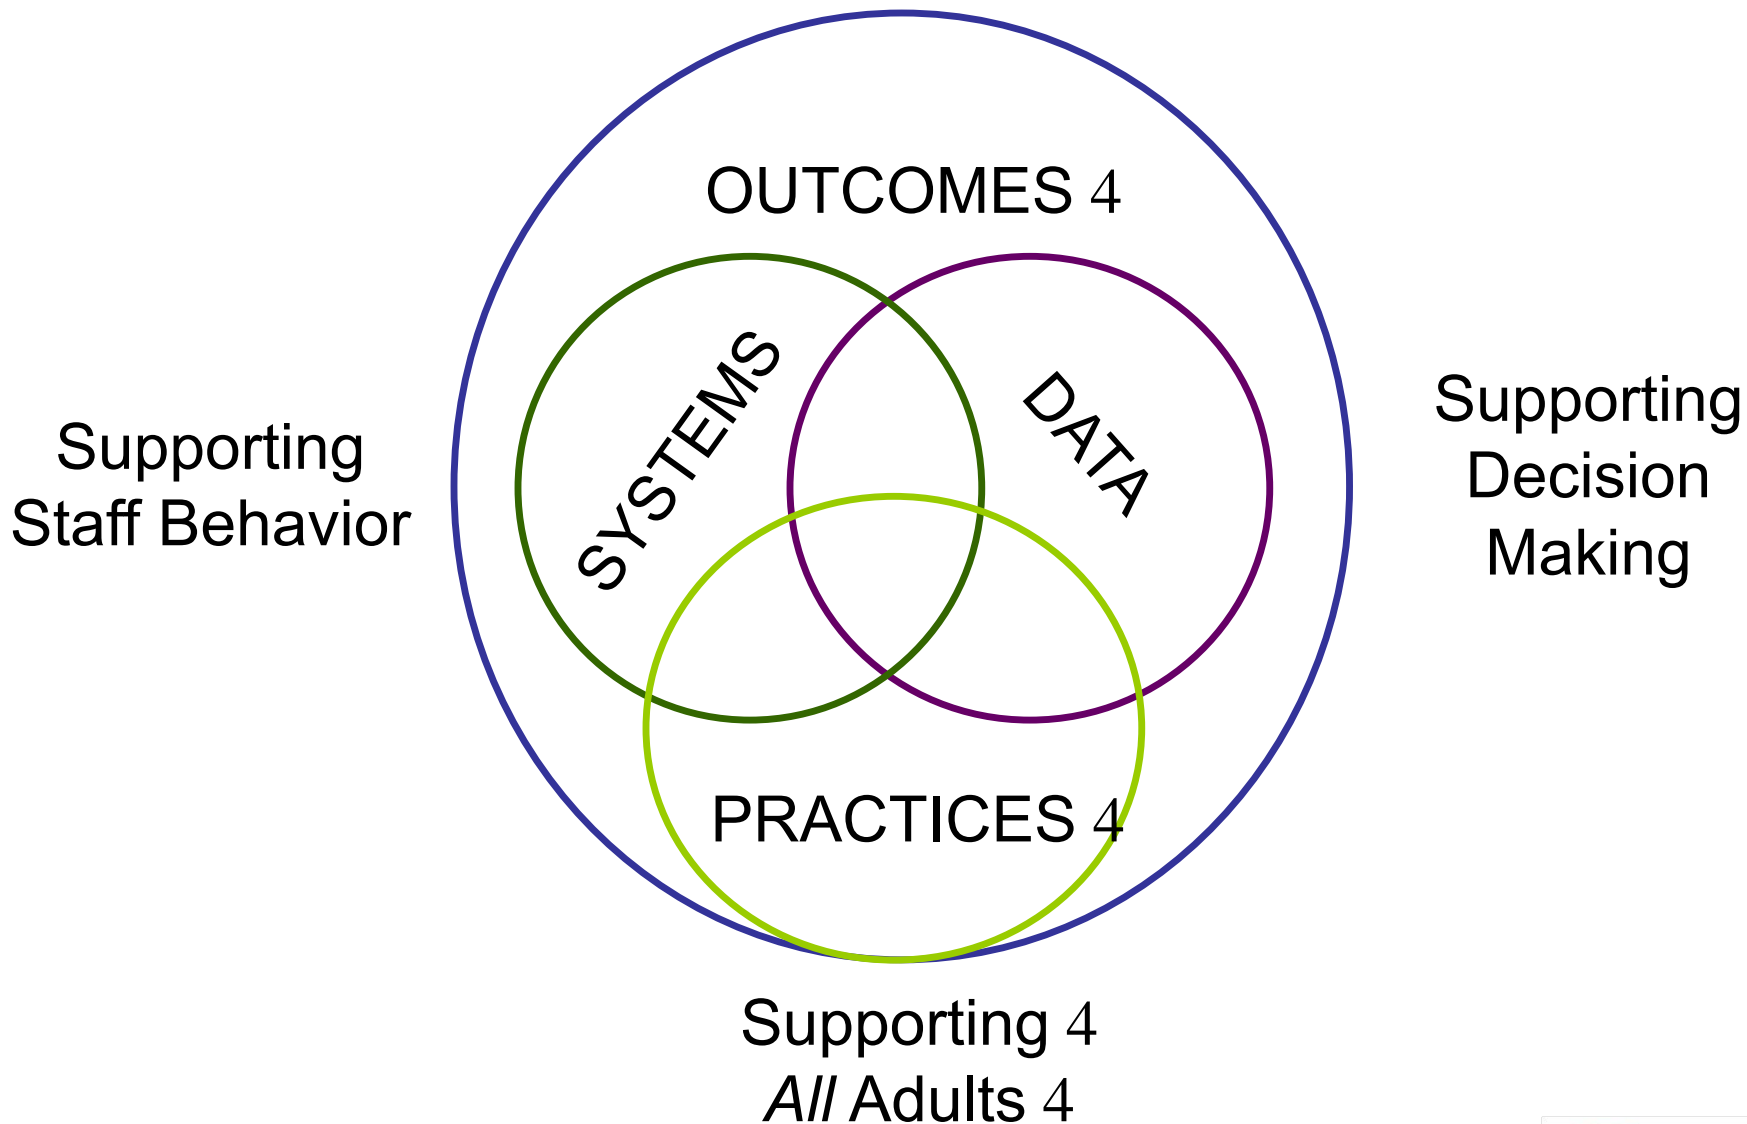 OUTCOMES 4
SYSTEMS
DATA
Supporting
Staff Behavior
Supporting
Decision
Making
PRACTICES 4
Supporting 4
All Adults 4